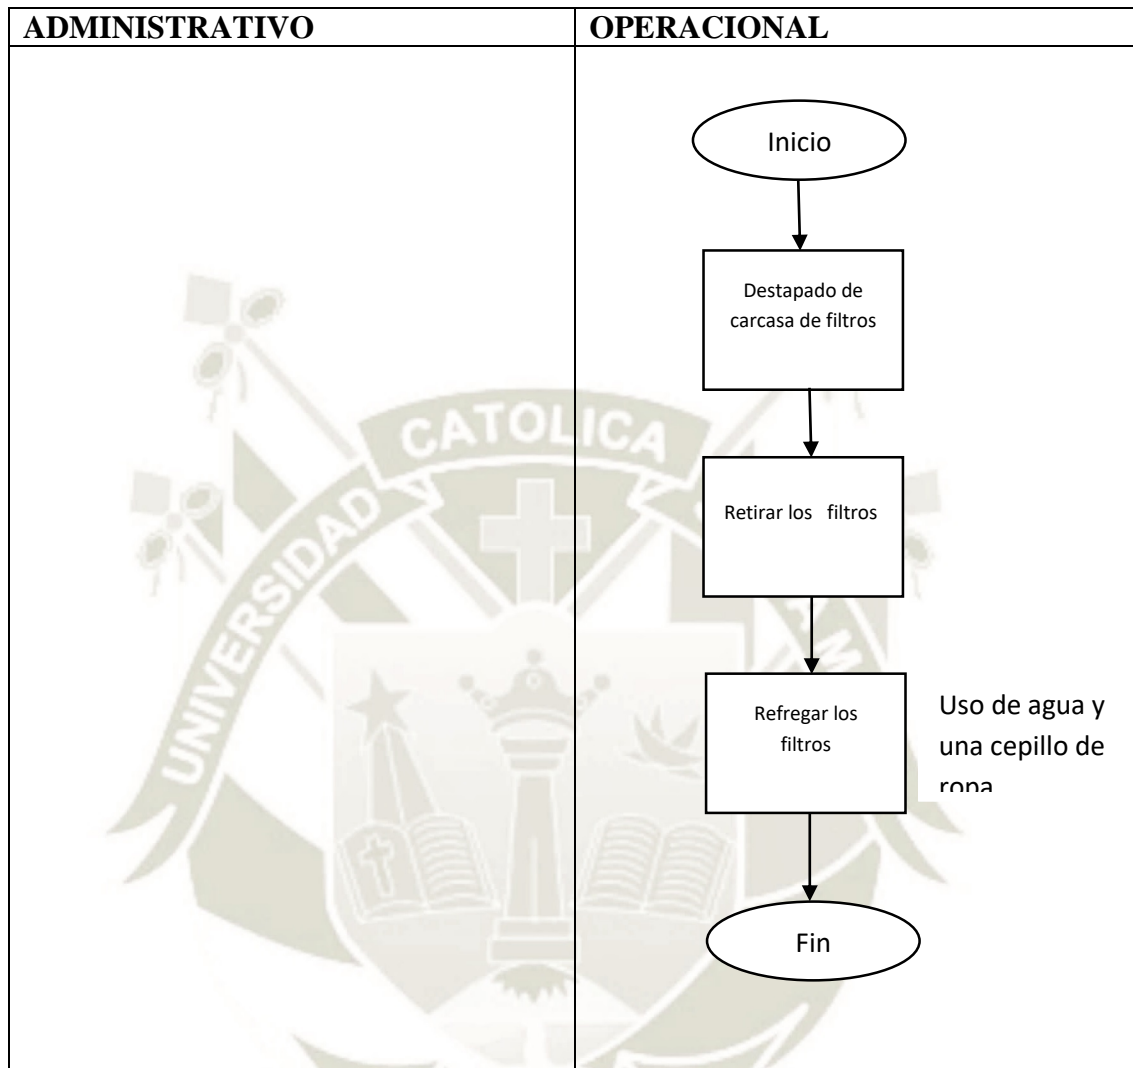 ADMINISTRATIVO
OPERACIONAL
Inicio
Destapado de
carcasa de filtros
Retirar los filtros
Refregar los
filtros
Uso de agua y
una cepillo de
ropa
Fin
UNIVERSIDAD
CATOLICA